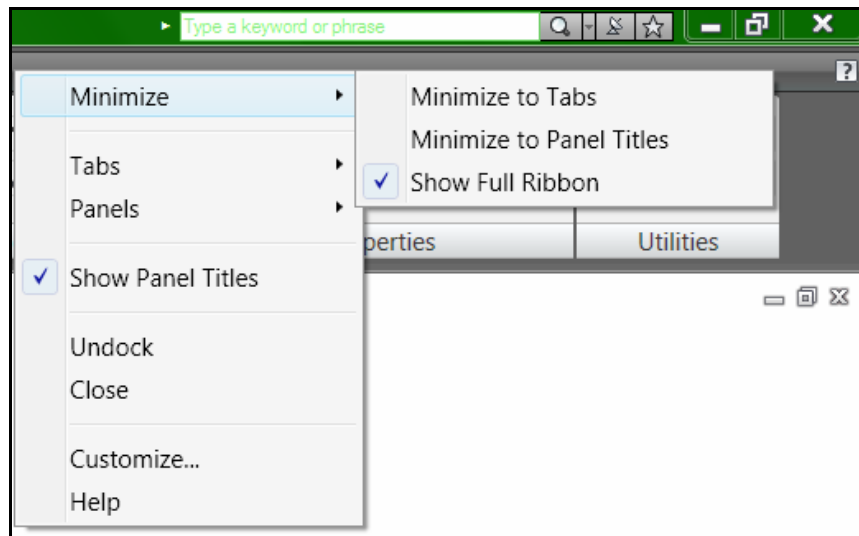 Type a keyword or phrase
?
Minimize
Minimize to Tabs
Minimize to Panel Titles
Show Full Ribbon
Tabs
Panels
perties
Utilities
Show Panel Titles
Undock
Close
Customize...
Help